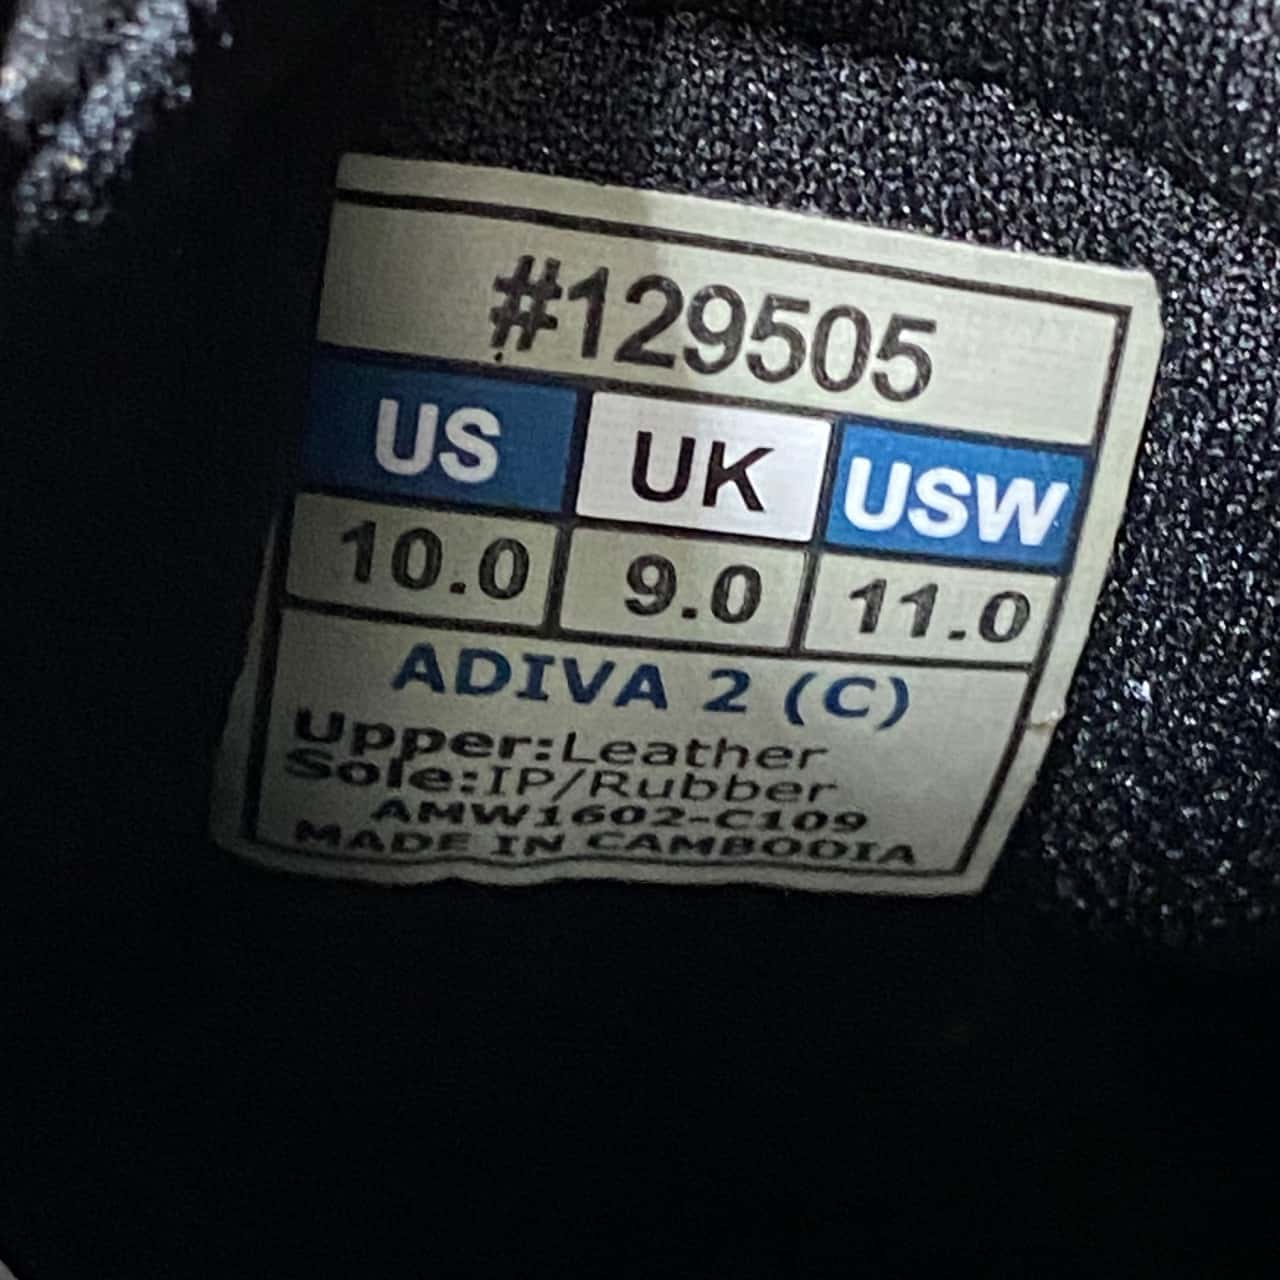 #129505
US UK USW
10.0 9.0 11.0
ADIVA 2 (C)
Upper:Leather
Sole:IP/Rubber
AMW1602-C109
MADE IN CAMBODIA